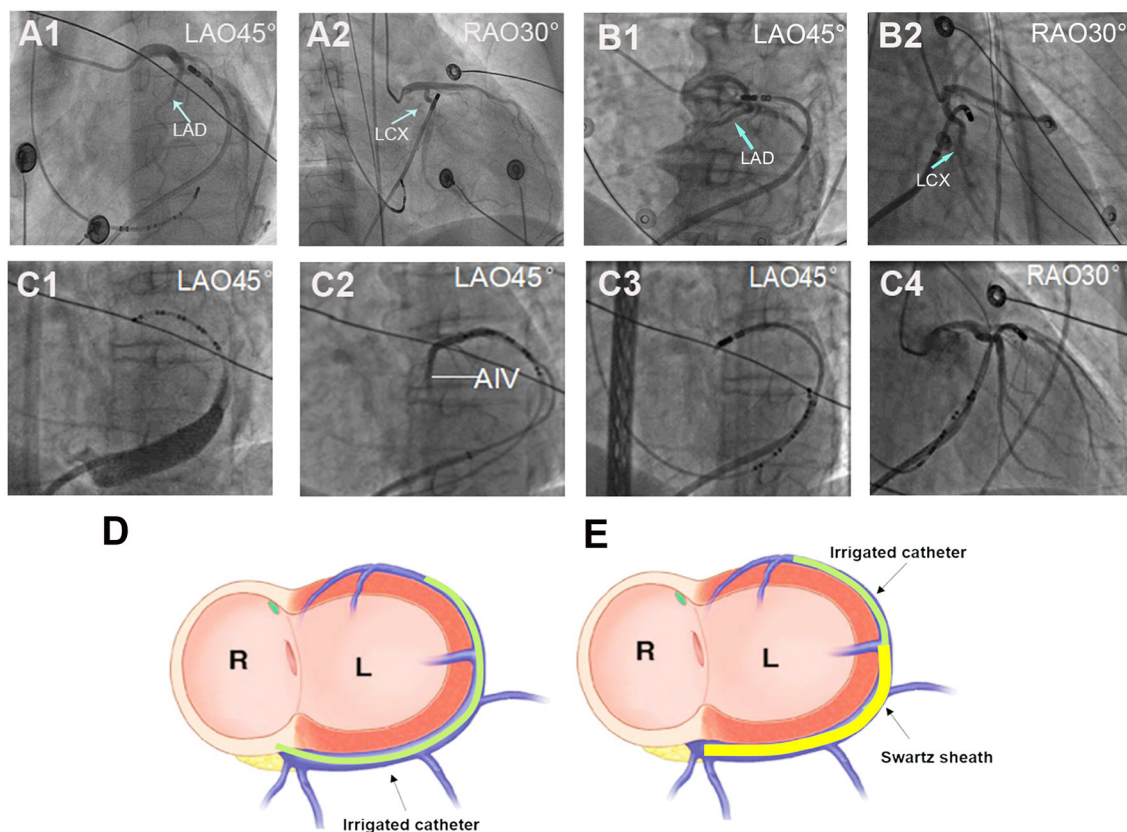 A1
LAO45°
LAD
A2
RAO30°
LCX
B1
LAO45°
LAD
B2
RAO30°
LCX
C1
LAO45°
C2
LAO45°
AIV
C3
LAO45°
C4
RAO30°
D
R
L
Irrigated catheter
E
Irrigated catheter
R
L
Swartz sheath